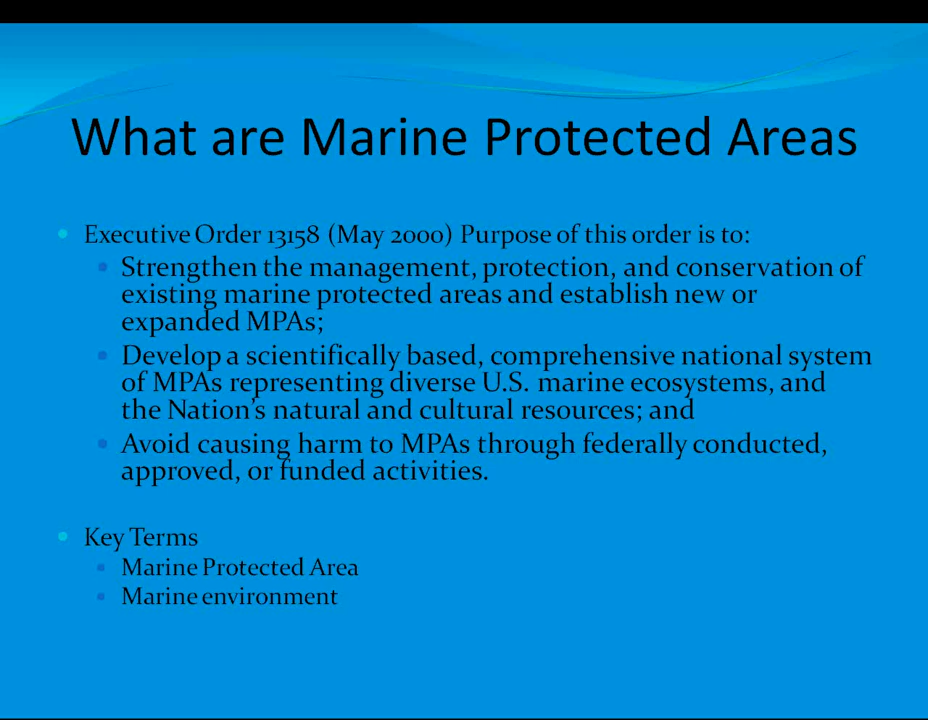 What are Marine Protected Areas
Executive Order 13158 (May 2000) Purpose of this order is to:
Strengthen the management, protection, and conservation of
existing marine protected areas and establish new or
expanded MPAs;
Develop a scientifically based, comprehensive national system
of MPAs representing diverse U.S. marine ecosystems, and
the Nation's natural and cultural resources; and
Avoid causing harm to MPAs through federally conducted,
approved, or funded activities.
Key Terms
Marine Protected Area
Marine environment